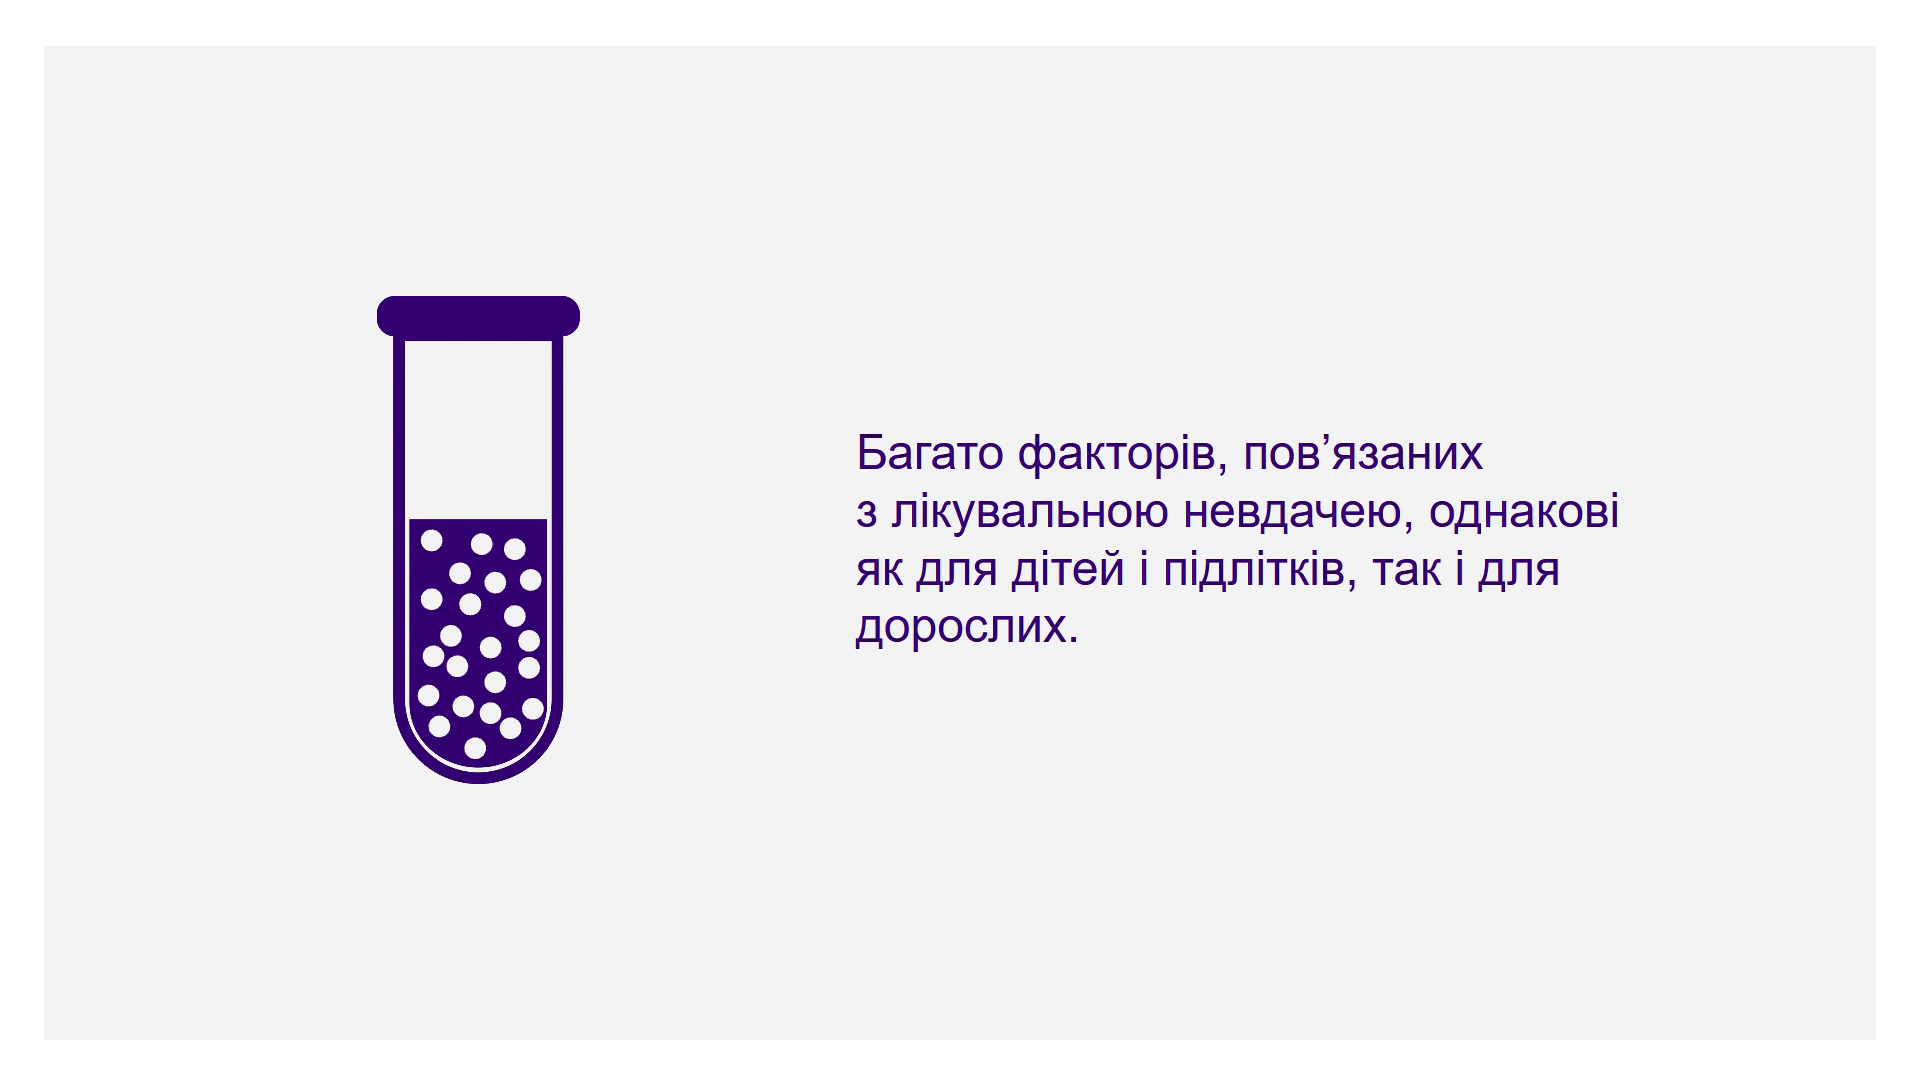 Багато факторів, пов’язаних
з лікувальною невдачею, однакові
як для дітей і підлітків, так і для
дорослих.